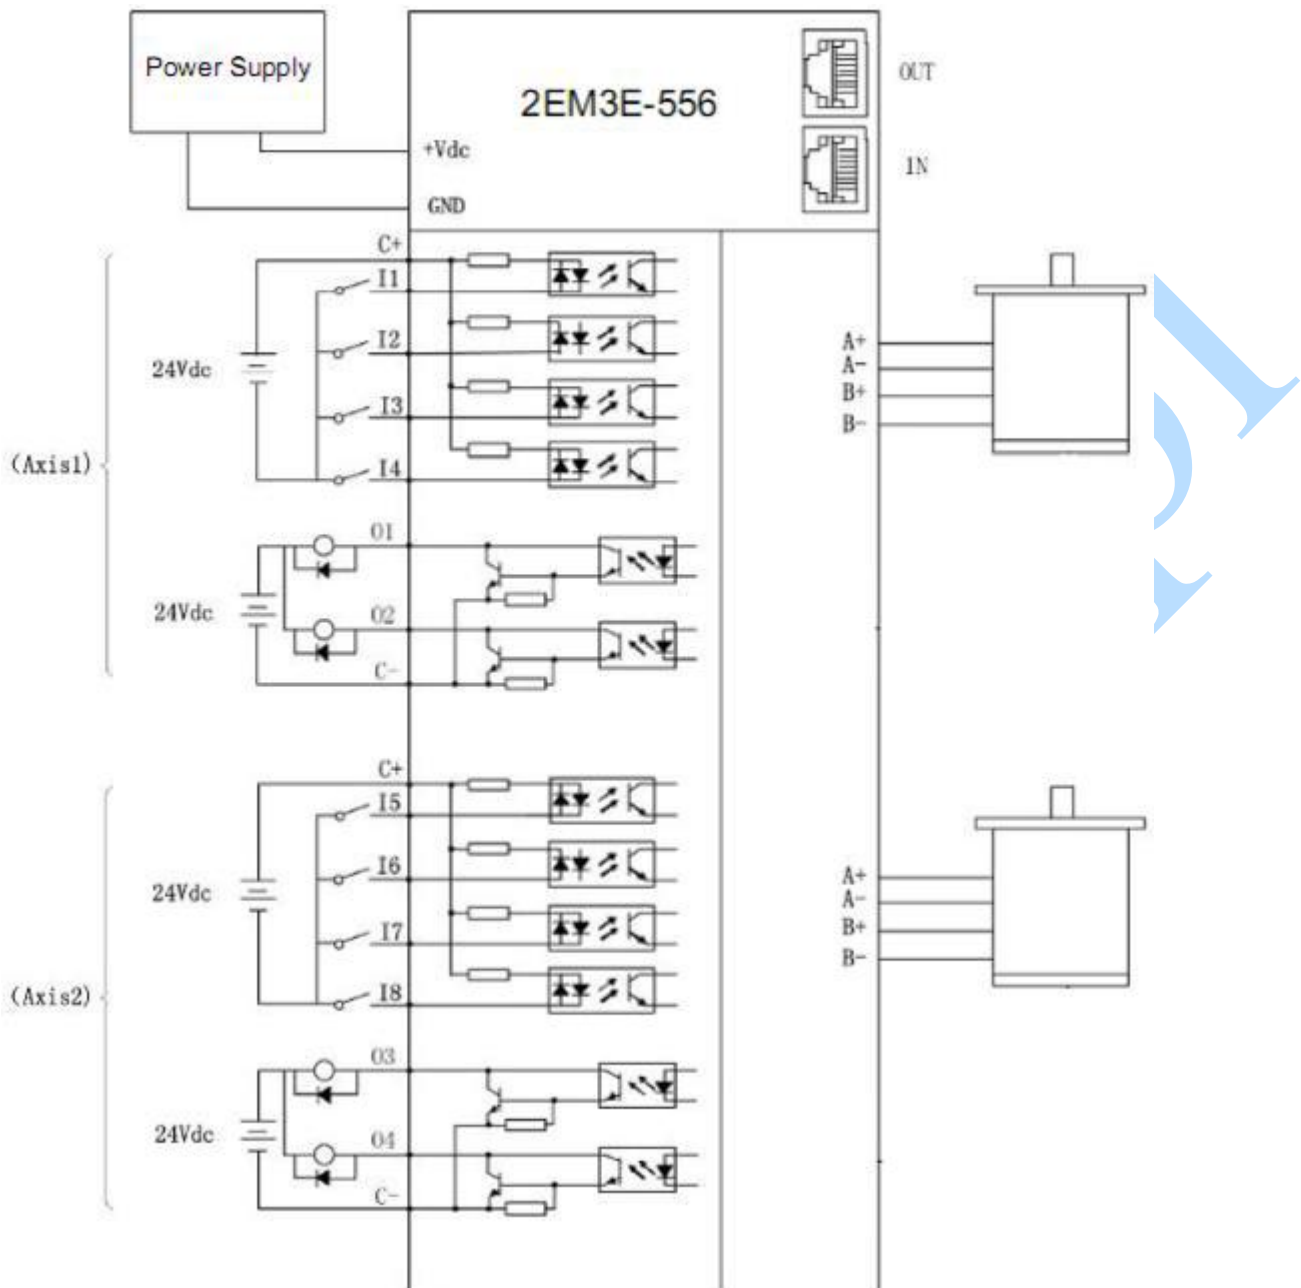 Power Supply
2EM3E-556
OUT
IN
+Vdc
GND
C+
I1
I2
24Vdc
I3
(Axis1)
I4
O1
24Vdc
O2
C-
A+
A-
B+
B-
C+
I5
I6
24Vdc
I7
(Axis2)
I8
O3
24Vdc
O4
C-
A+
A-
B+
B-